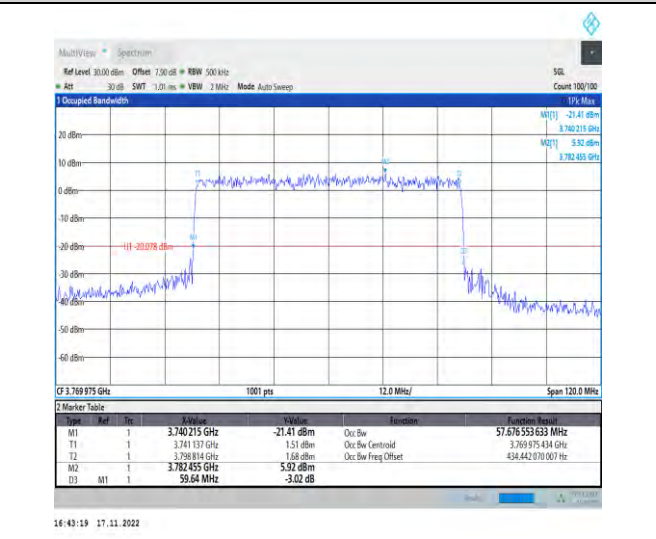 MultiView Spectrum
Ref Level 30.00 dBm Offset 7.90 dB RBW 500 kHz SGL
Att 30 dB SWT 1.01 ms VBW 2 MHz Mode Auto Sweep Count 100/100
1 Occupied Bandwidth 1Pk Max
M1[1] -21.41 dBm
3.740 215 GHz
M2[1] 5.92 dBm
3.782 455 GHz
20 dBm
10 dBm
M2
T1 T2
0 dBm
-10 dBm
M1
-20 dBm H1 -20.078 dBm
D3
-30 dBm
-40 dBm
-50 dBm
-60 dBm
CF 3.769 975 GHz 1001 pts 12.0 MHz/ Span 120.0 MHz
2 Marker Table
Type Ref Trc X-Value Y-Value Function Function Result
M1 1 3.740 215 GHz -21.41 dBm Occ Bw 57.676 553 633 MHz
T1 1 3.741 137 GHz 1.51 dBm Occ Bw Centroid 3.769 975 434 GHz
T2 1 3.798 814 GHz 1.68 dBm Occ Bw Freq Offset 434.442 070 007 Hz
M2 1 3.782 455 GHz 5.92 dBm
D3 M1 1 59.64 MHz -3.02 dB
16:43:19 17.11.2022